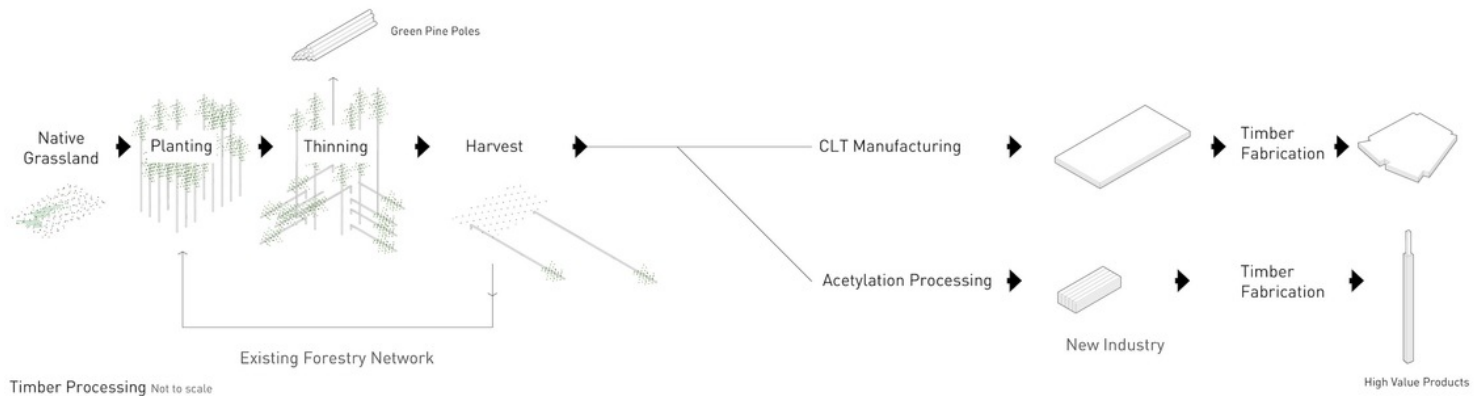 Green Pine Poles
Native
Grassland
Planting
Thinning
Harvest
CLT Manufacturing
Timber
Fabrication
Acetylation Processing
Timber
Fabrication
New Industry
Existing Forestry Network
High Value Products
Timber Processing Not to scale